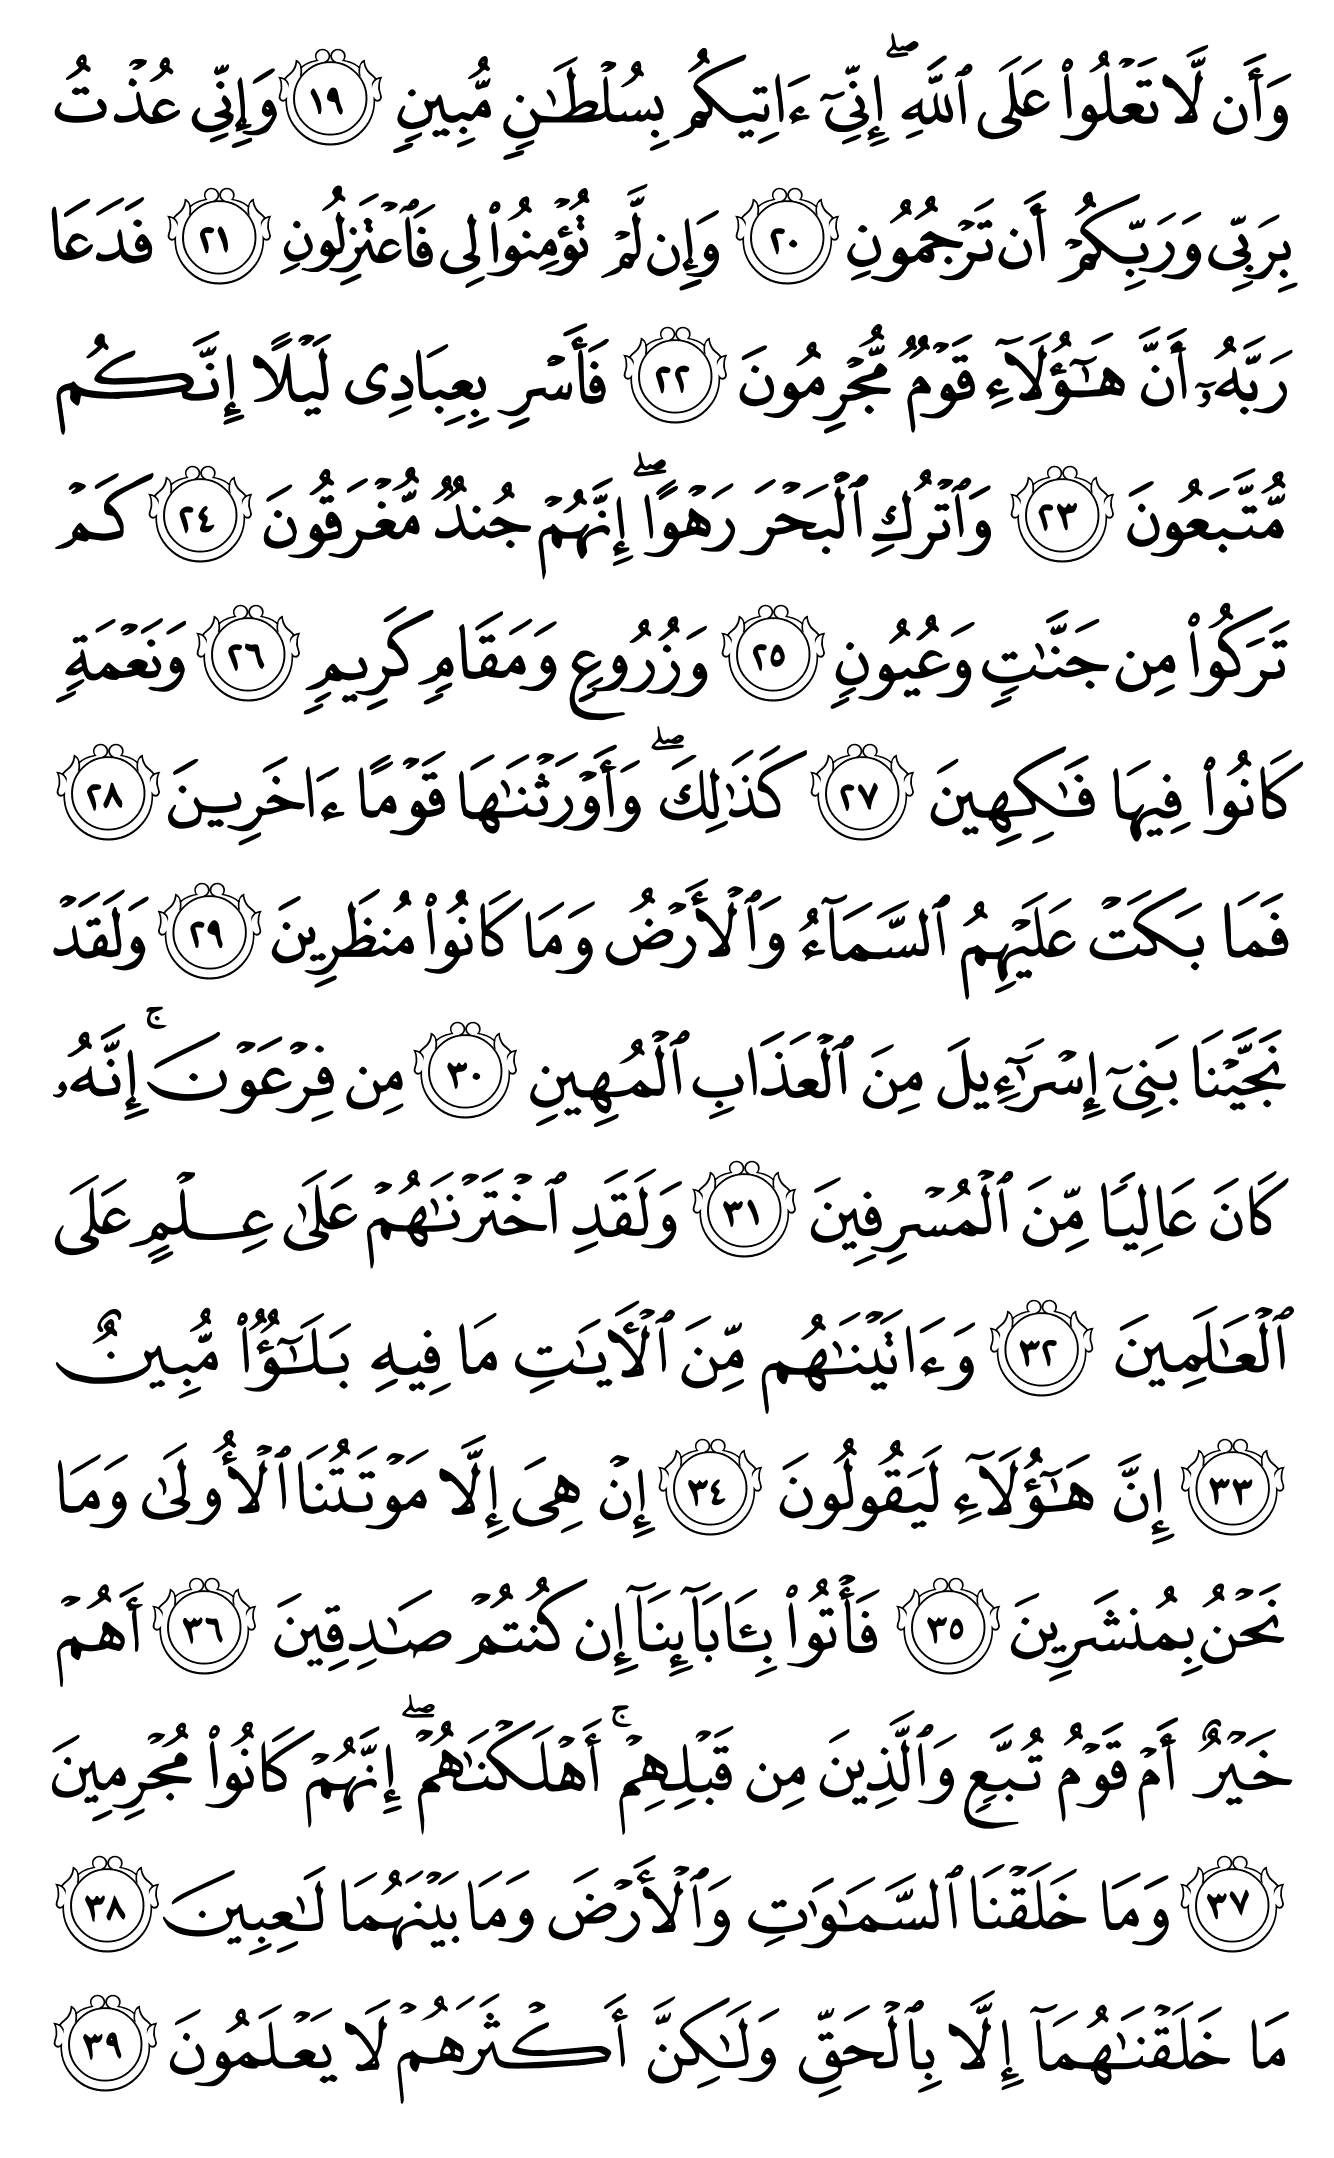 وَأَن لَّا تَعْلُوا۟ عَلَى ٱللَّهِ ۖ إِنِّىٓ ءَاتِيكُم بِسُلْطَـٰنٍ مُّبِينٍ ١٩ وَإِنِّى عُذْتُ
بِرَبِّى وَرَبِّكُمْ أَن تَرْجُمُونِ ٢٠ وَإِن لَّمْ تُؤْمِنُوا۟ لِى فَٱعْتَزِلُونِ ٢١ فَدَعَا
رَبَّهُۥٓ أَنَّ هَـٰٓؤُلَآءِ قَوْمٌ مُّجْرِمُونَ ٢٢ فَأَسْرِ بِعِبَادِى لَيْلًا إِنَّكُم
مُّتَّبَعُونَ ٢٣ وَٱتْرُكِ ٱلْبَحْرَ رَهْوًا ۖ إِنَّهُمْ جُندٌ مُّغْرَقُونَ ٢٤ كَمْ
تَرَكُوا۟ مِن جَنَّـٰتٍ وَعُيُونٍ ٢٥ وَزُرُوعٍ وَمَقَامٍ كَرِيمٍ ٢٦ وَنَعْمَةٍ
كَانُوا۟ فِيهَا فَـٰكِهِينَ ٢٧ كَذَٰلِكَ ۖ وَأَوْرَثْنَـٰهَا قَوْمًا ءَاخَرِينَ ٢٨
فَمَا بَكَتْ عَلَيْهِمُ ٱلسَّمَآءُ وَٱلْأَرْضُ وَمَا كَانُوا۟ مُنظَرِينَ ٢٩ وَلَقَدْ
نَجَّيْنَا بَنِىٓ إِسْرَٰٓءِيلَ مِنَ ٱلْعَذَابِ ٱلْمُهِينِ ٣٠ مِن فِرْعَوْنَ ۚ إِنَّهُۥ
كَانَ عَالِيًا مِّنَ ٱلْمُسْرِفِينَ ٣١ وَلَقَدِ ٱخْتَرْنَـٰهُمْ عَلَىٰ عِلْمٍ عَلَى
ٱلْعَـٰلَمِينَ ٣٢ وَءَاتَيْنَـٰهُم مِّنَ ٱلْـَٔايَـٰتِ مَا فِيهِ بَلَـٰٓؤٌا۟ مُّبِينٌ
٣٣ إِنَّ هَـٰٓؤُلَآءِ لَيَقُولُونَ ٣٤ إِنْ هِىَ إِلَّا مَوْتَتُنَا ٱلْأُولَىٰ وَمَا
نَحْنُ بِمُنشَرِينَ ٣٥ فَأْتُوا۟ بِـَٔابَآئِنَآ إِن كُنتُمْ صَـٰدِقِينَ ٣٦ أَهُمْ
خَيْرٌ أَمْ قَوْمُ تُبَّعٍ وَٱلَّذِينَ مِن قَبْلِهِمْ ۚ أَهْلَكْنَـٰهُمْ ۖ إِنَّهُمْ كَانُوا۟ مُجْرِمِينَ
٣٧ وَمَا خَلَقْنَا ٱلسَّمَـٰوَٰتِ وَٱلْأَرْضَ وَمَا بَيْنَهُمَا لَـٰعِبِينَ ٣٨
مَا خَلَقْنَـٰهُمَآ إِلَّا بِٱلْحَقِّ وَلَـٰكِنَّ أَكْثَرَهُمْ لَا يَعْلَمُونَ ٣٩